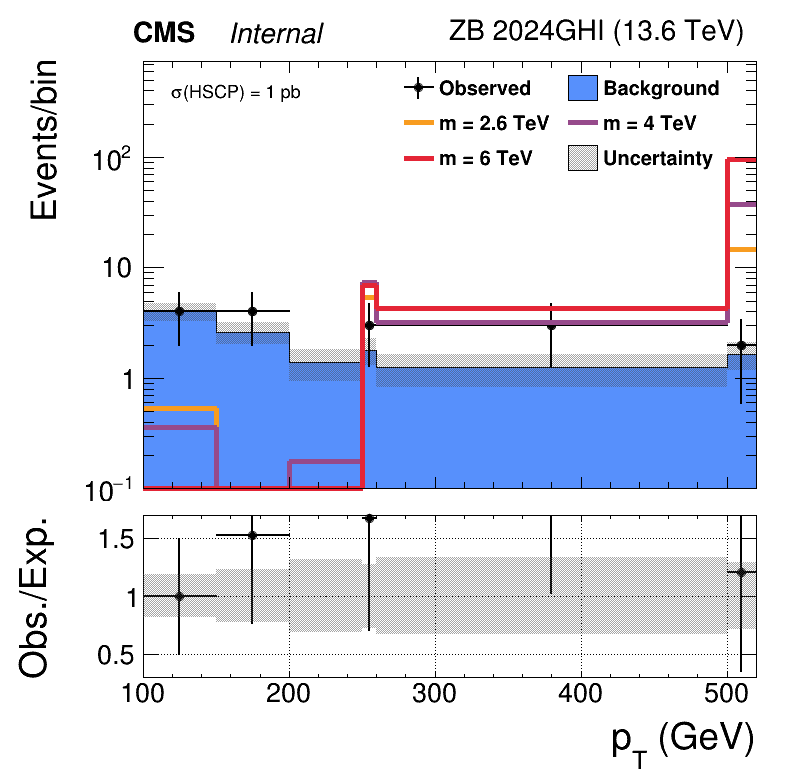 CMS Internal ZB 2024GHI (13.6 TeV)
σ(HSCP) = 1 pb
Observed Background
m = 2.6 TeV m = 4 TeV
m = 6 TeV Uncertainty
Events/bin
10²
10
1
10⁻¹
Obs./Exp.
1.5
1
0.5
100 200 300 400 500
p_T (GeV)